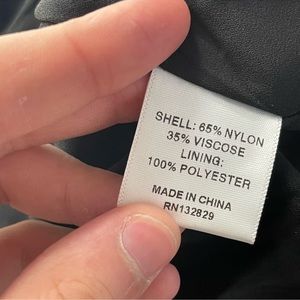 SHELL: 65% NYLON
35% VISCOSE
LINING:
100% POLYESTER
MADE IN CHINA
RN132829